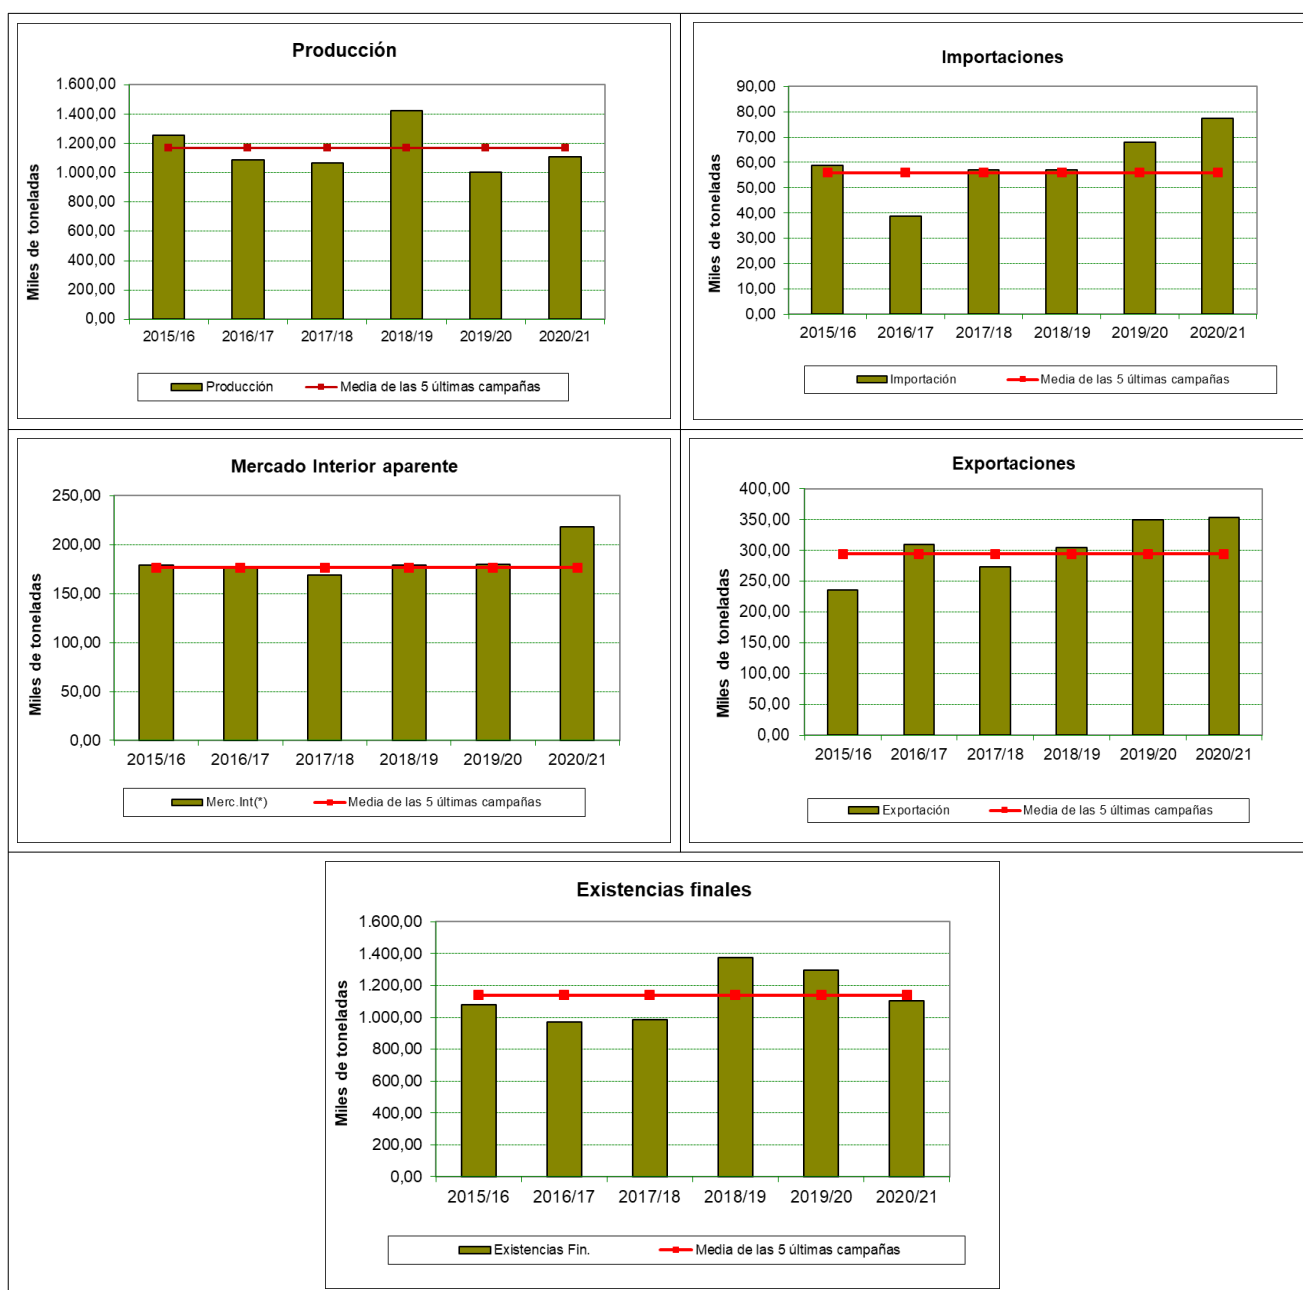 Producción
Miles de toneladas
1.600,00
1.400,00
1.200,00
1.000,00
800,00
600,00
400,00
200,00
0,00
2015/16 2016/17 2017/18 2018/19 2019/20 2020/21
Producción Media de las 5 últimas campañas
Importaciones
Miles de toneladas
90,00
80,00
70,00
60,00
50,00
40,00
30,00
20,00
10,00
0,00
2015/16 2016/17 2017/18 2018/19 2019/20 2020/21
Importación Media de las 5 últimas campañas
Mercado Interior aparente
Miles de toneladas
250,00
200,00
150,00
100,00
50,00
0,00
2015/16 2016/17 2017/18 2018/19 2019/20 2020/21
Merc.Int(*) Media de las 5 últimas campañas
Exportaciones
Miles de toneladas
400,00
350,00
300,00
250,00
200,00
150,00
100,00
50,00
0,00
2015/16 2016/17 2017/18 2018/19 2019/20 2020/21
Exportación Media de las 5 últimas campañas
Existencias finales
Miles de toneladas
1.600,00
1.400,00
1.200,00
1.000,00
800,00
600,00
400,00
200,00
0,00
2015/16 2016/17 2017/18 2018/19 2019/20 2020/21
Existencias Fin. Media de las 5 últimas campañas